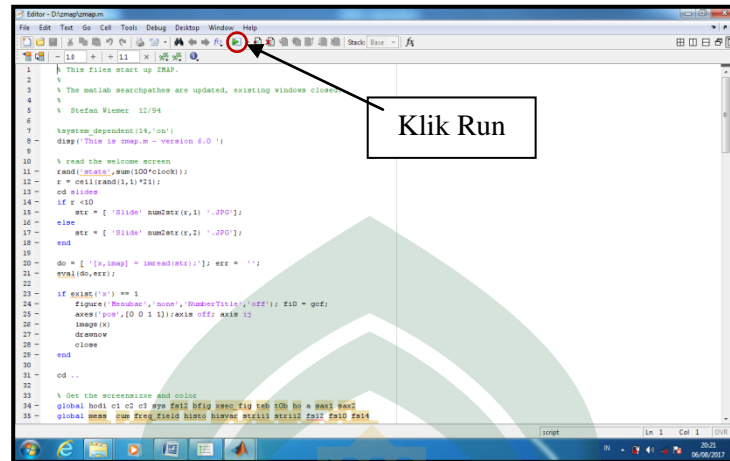 Editor - D:\zmap\zmap.m
File Edit Text Go Cell Tools Debug Desktop Window Help
Stack: Base
- 1.0 + ÷ 1.1 ×
Klik Run
1 % This files start up ZMAP.
2 %
3 % The matlab searchpathes are updated, existing windows closed.
4 %
5 % Stefan Wiemer 12/94
6
7 %system_dependent(14,'on')
8 - disp('This is zmap.m - version 6.0 ')
9
10 % read the welcome screen
11 - rand('state',sum(100*clock));
12 - r = ceil(rand(1,1)*21);
13 - cd slides
14 - if r <10
15 - str = [ 'Slide' num2str(r,1) '.JPG'];
16 - else
17 - str = [ 'Slide' num2str(r,2) '.JPG'];
18 - end
19
20 - do = [ '[x,imap] = imread(str);']; err = '';
21 - eval(do,err);
22
23 - if exist('x') == 1
24 - figure('Menubar','none','NumberTitle','off'); fi0 = gcf;
25 - axes('pos',[0 0 1 1]);axis off; axis ij
26 - image(x)
27 - drawnow
28 - close
29 - end
30
31 - cd ..
32
33 % Get the screensize and color
34 - global hodi c1 c2 c3 sys fs12 bfig xsec_fig teb t0b ho a max1 max2
35 - global mess cum freq_field histo hisvar strii1 strii2 fs12 fs10 fs14
script Ln 1 Col 1 OVR
IN 20:21
06/08/2017